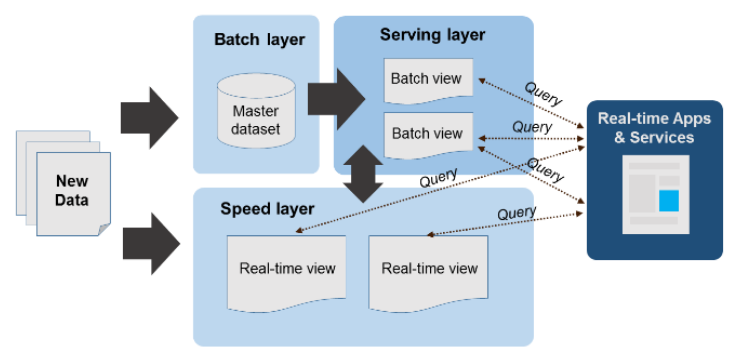 Batch layer
Master
dataset
Serving layer
Batch view
Batch view
Query
Query
Query
Query
Query
Real-time Apps
& Services
New
Data
Speed layer
Real-time view
Real-time view